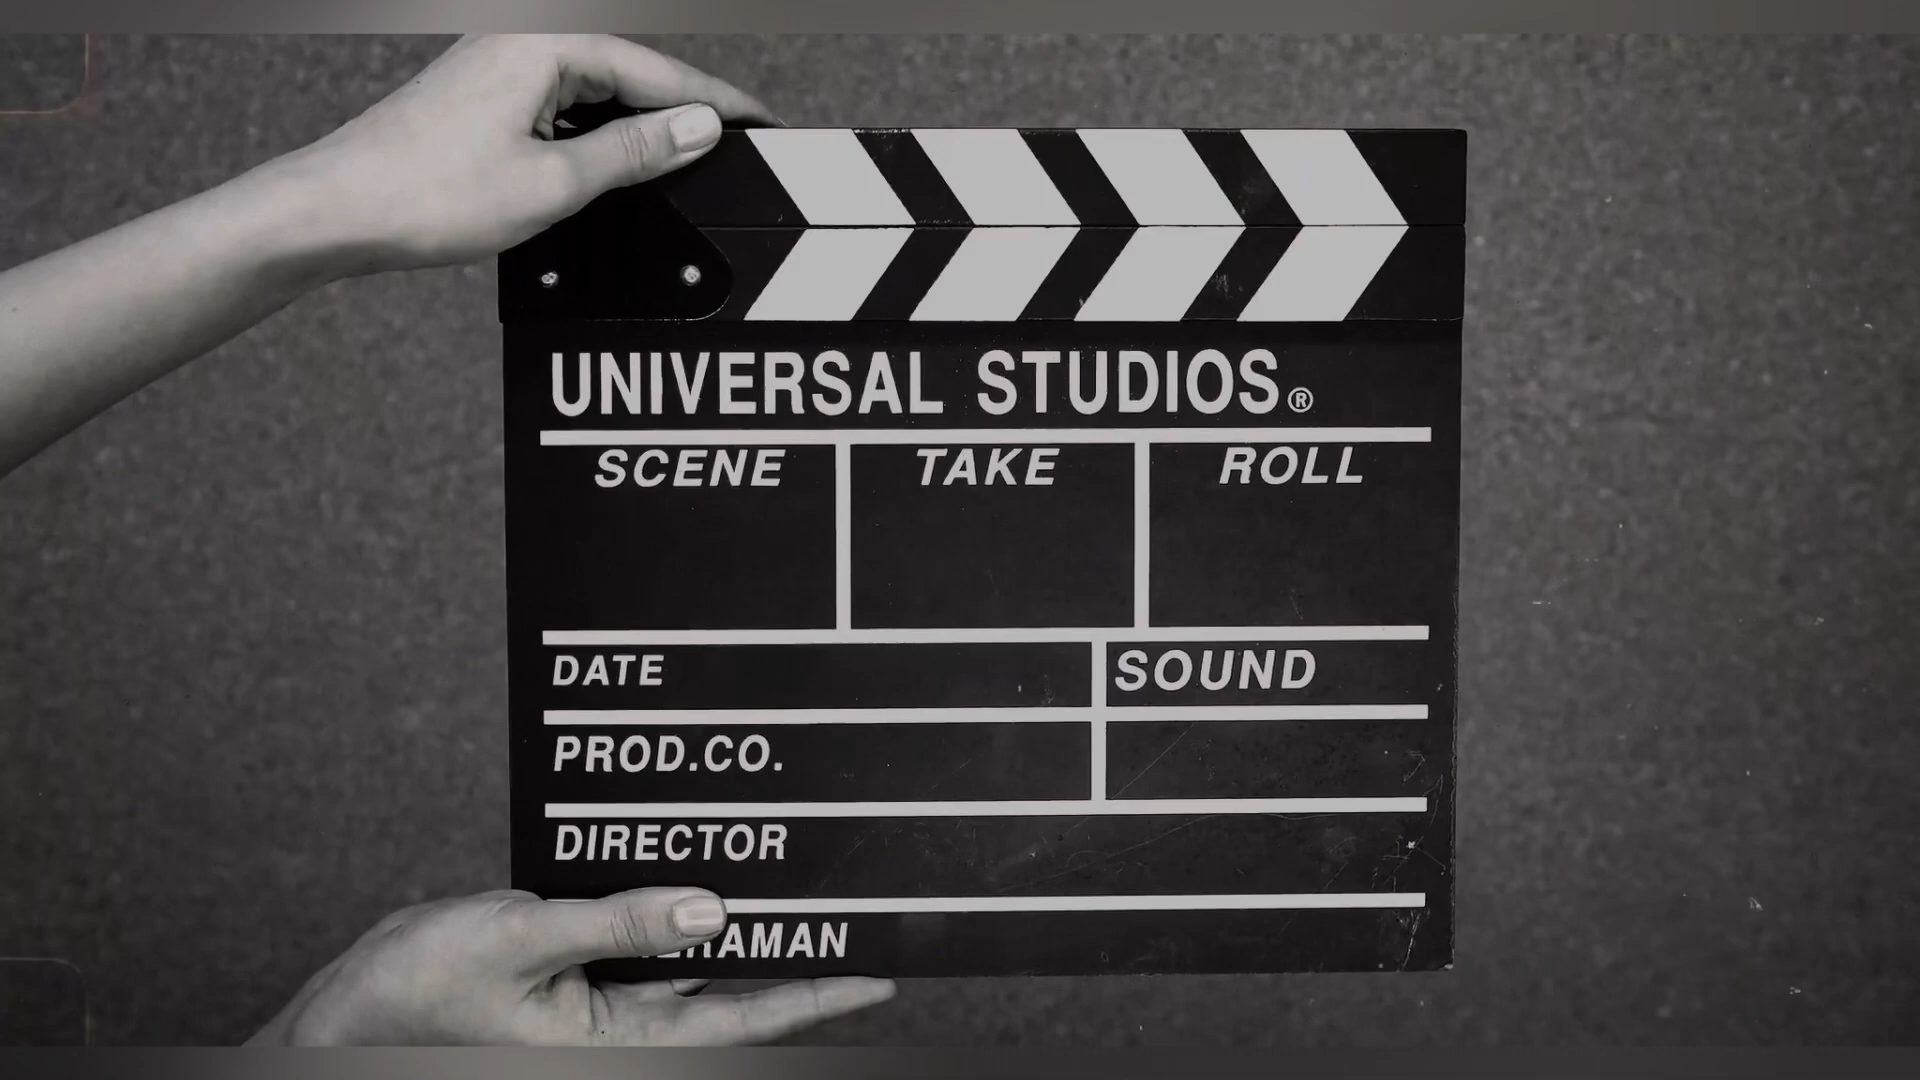 UNIVERSAL STUDIOS®
SCENE TAKE ROLL
DATE SOUND
PROD.CO.
DIRECTOR